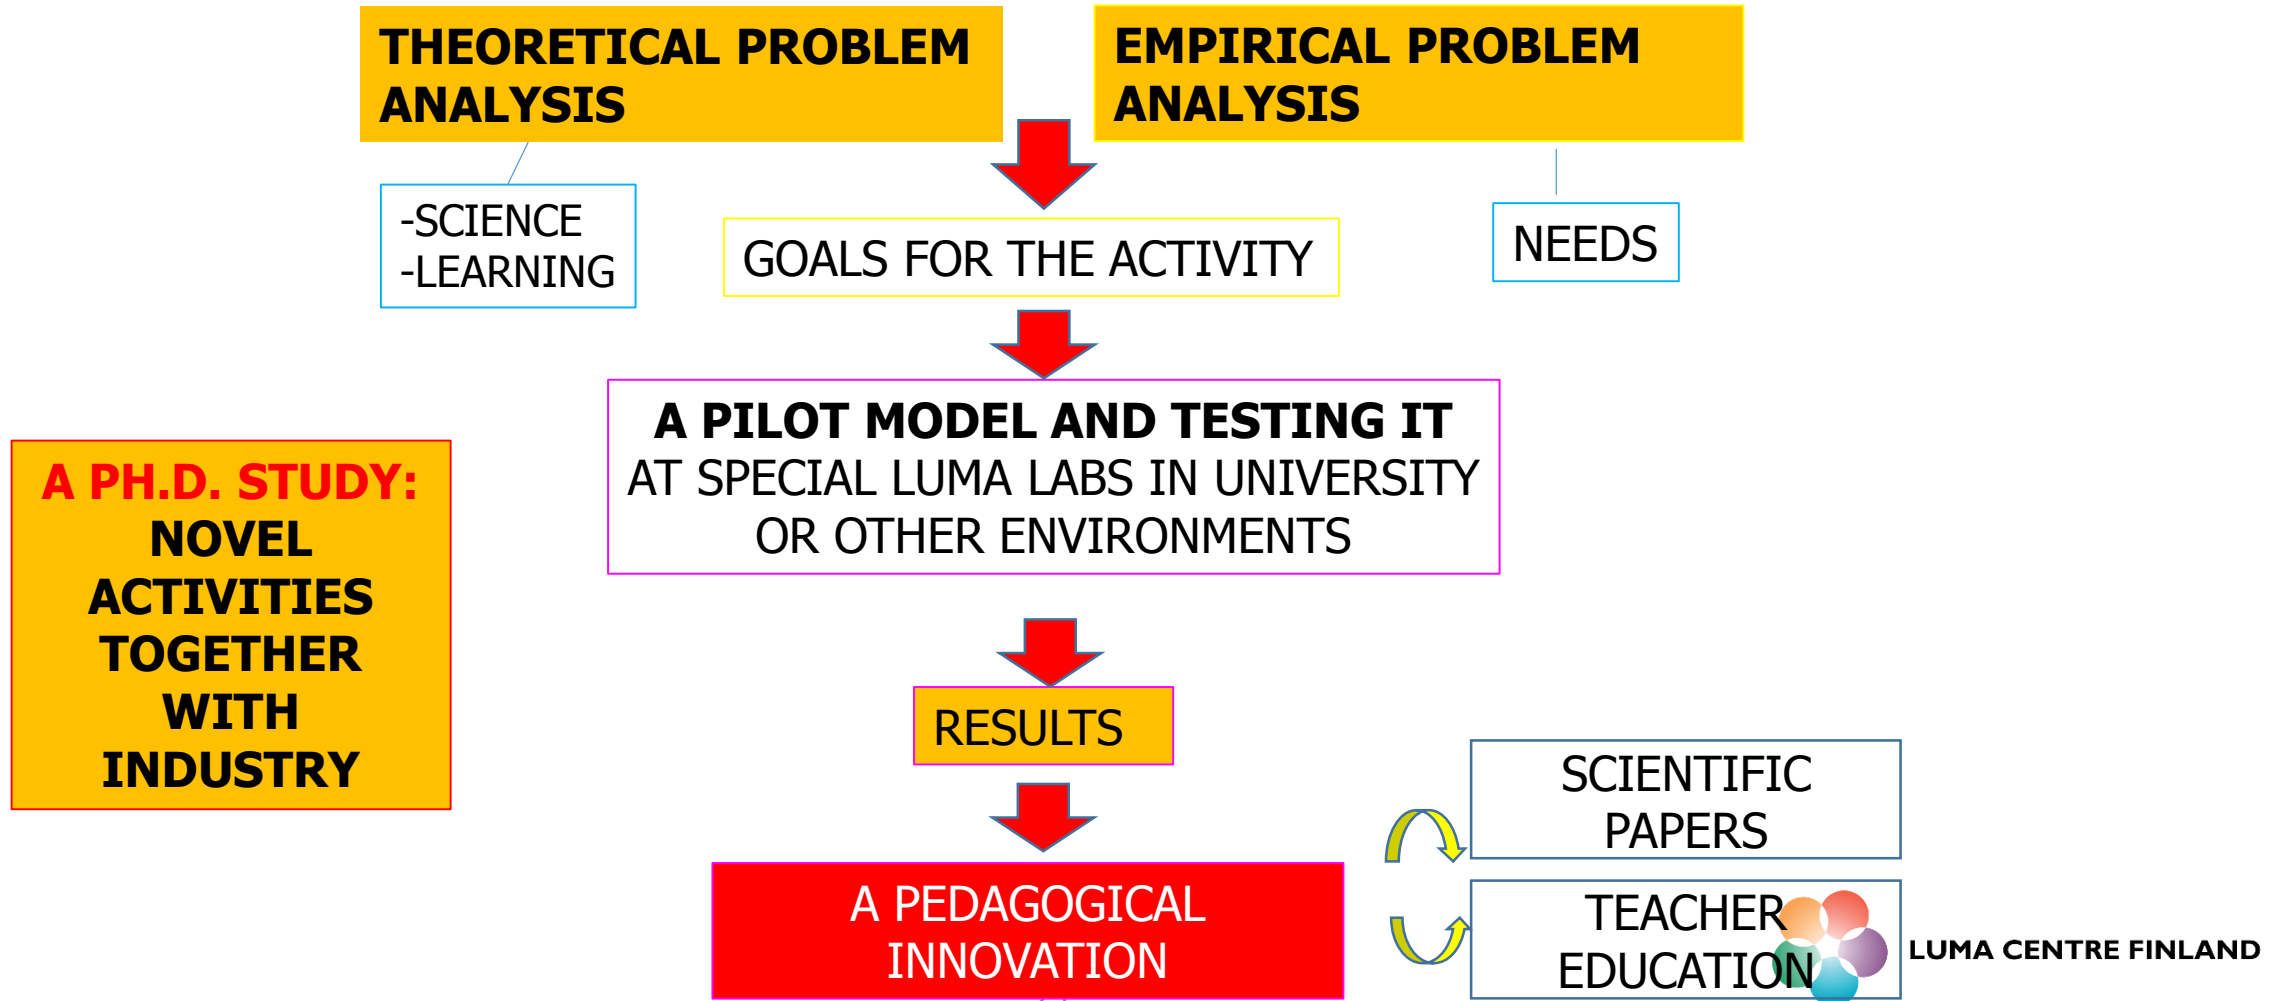 THEORETICAL PROBLEM
ANALYSIS
EMPIRICAL PROBLEM
ANALYSIS
-SCIENCE
-LEARNING
GOALS FOR THE ACTIVITY
NEEDS
A PILOT MODEL AND TESTING IT
AT SPECIAL LUMA LABS IN UNIVERSITY
OR OTHER ENVIRONMENTS
A PH.D. STUDY:
NOVEL
ACTIVITIES
TOGETHER
WITH
INDUSTRY
RESULTS
SCIENTIFIC
PAPERS
A PEDAGOGICAL
INNOVATION
TEACHER
EDUCATION
LUMA CENTRE FINLAND